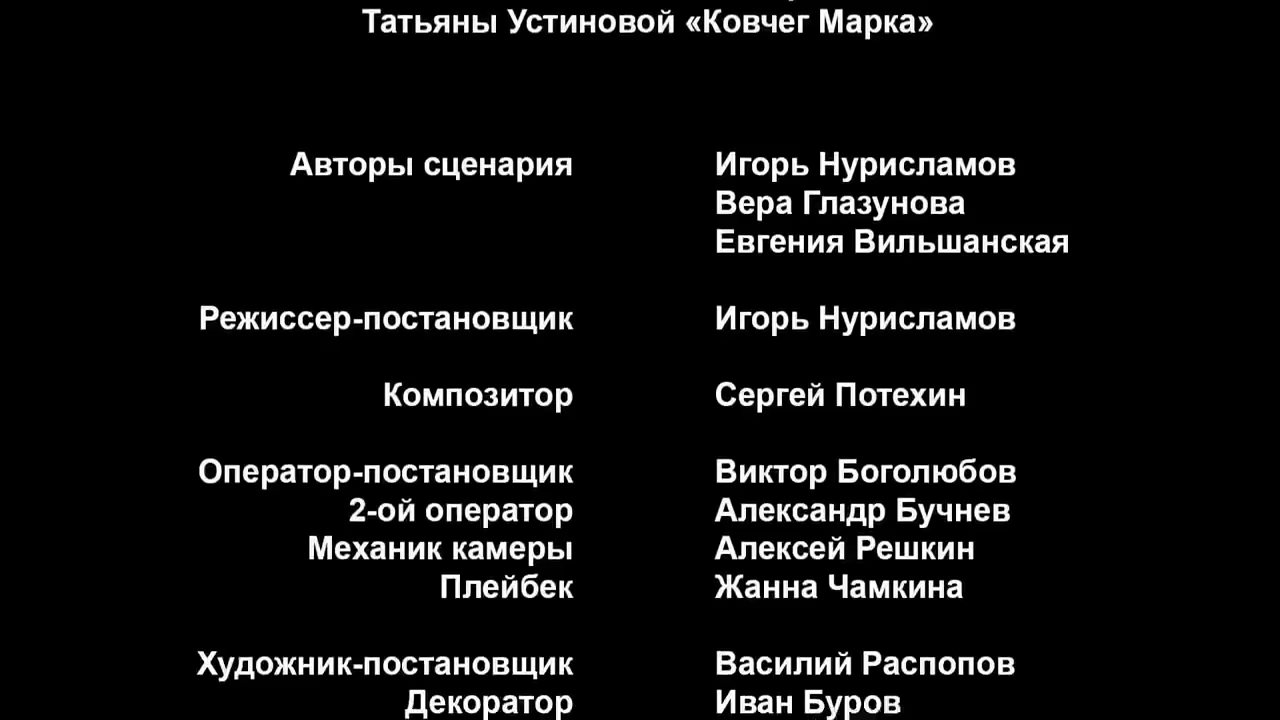 Татьяны Устиновой «Ковчег Марка»
Авторы сценария Игорь Нурисламов
Вера Глазунова
Евгения Вильшанская
Режиссер-постановщик Игорь Нурисламов
Композитор Сергей Потехин
Оператор-постановщик Виктор Боголюбов
2-ой оператор Александр Бучнев
Механик камеры Алексей Решкин
Плейбек Жанна Чамкина
Художник-постановщик Василий Распопов
Декоратор Иван Буров